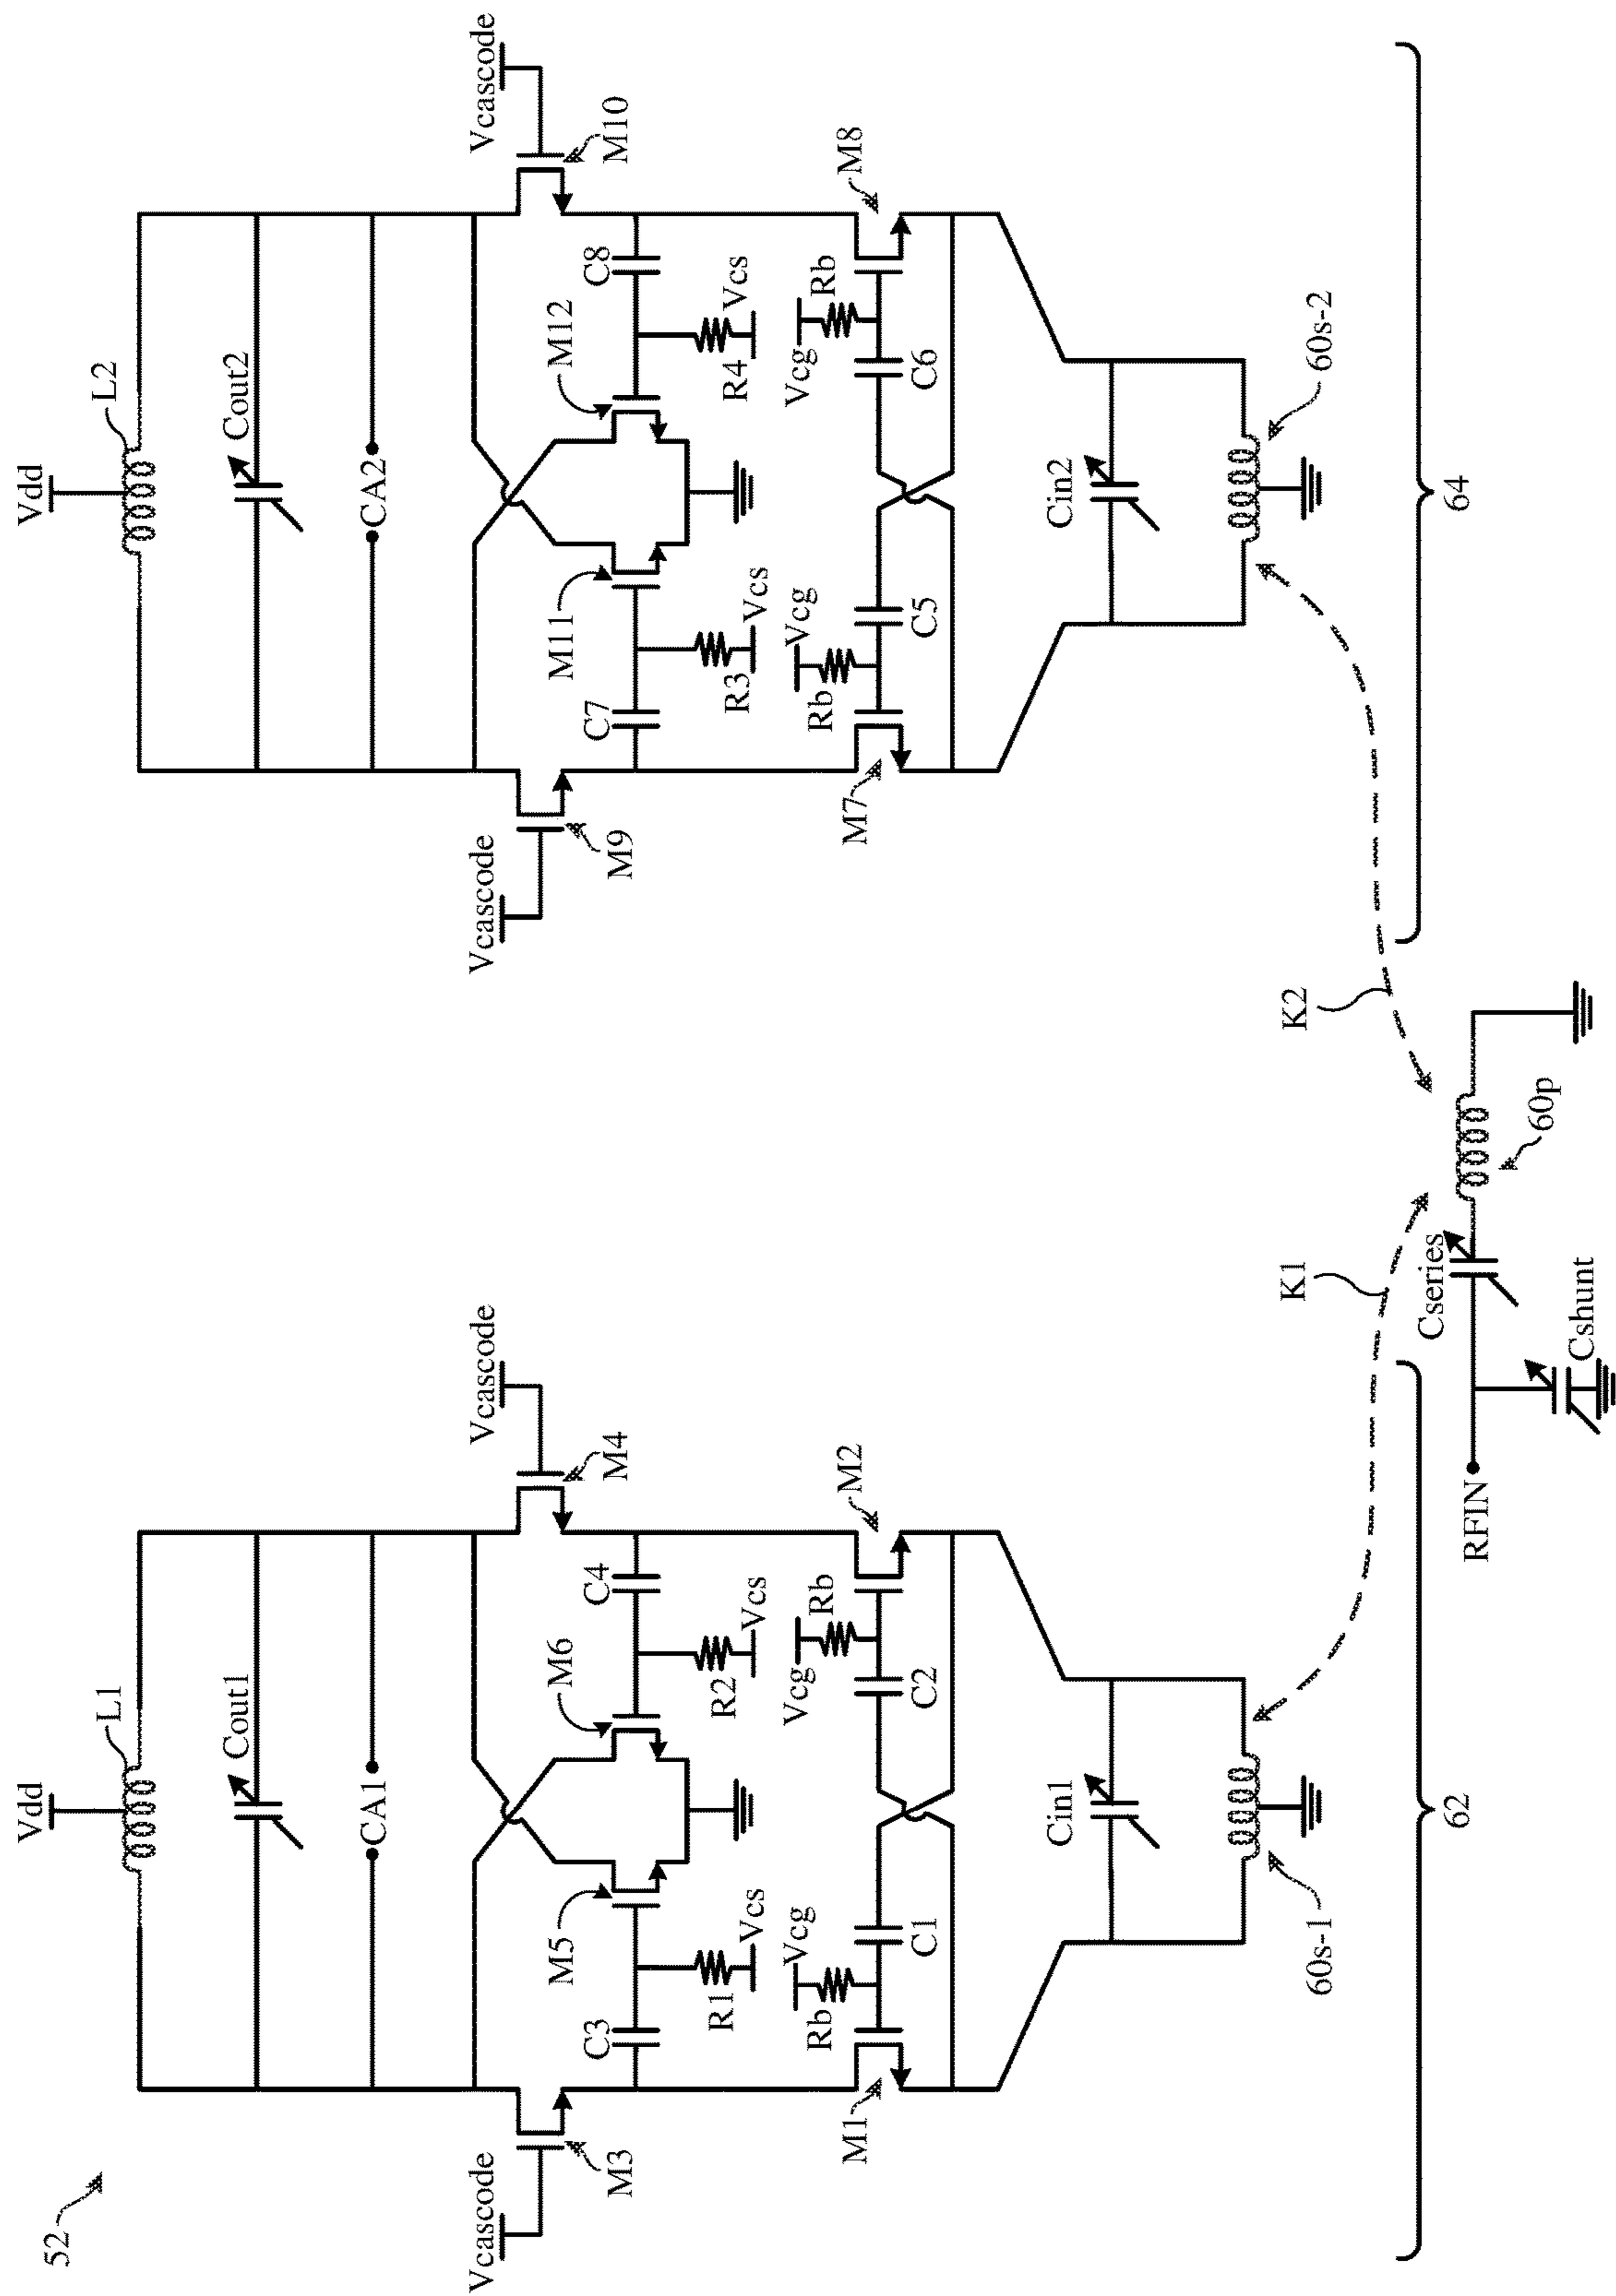 52
Vdd
L1
Cout1
CA1
Vcascode
M3
Vcascode
M4
M5
M6
C3
C4
R1
Vcs
R2
Vcs
Vcg
Rb
Vcg
Rb
M1
C1
C2
M2
Cin1
60s-1
62
Vdd
L2
Cout2
CA2
Vcascode
M9
Vcascode
M10
M11
M12
C7
C8
R3
Vcs
R4
Vcs
Vcg
Rb
Vcg
Rb
M7
C5
C6
M8
Cin2
60s-2
64
K1
K2
RFIN
Cseries
Cshunt
60p